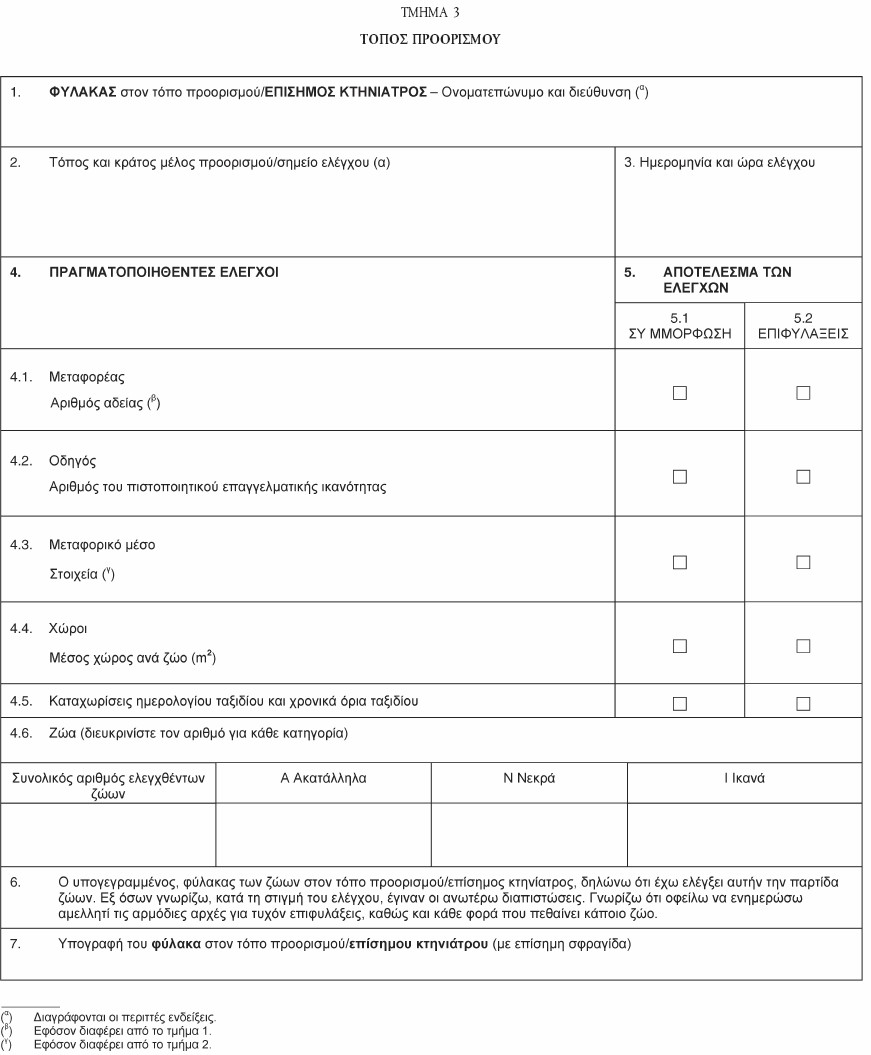 ΤΜΗΜΑ 3
ΤΟΠΟΣ ΠΡΟΟΡΙΣΜΟΥ
1. ΦΥΛΑΚΑΣ στον τόπο προορισμού/ΕΠΙΣΗΜΟΣ ΚΤΗΝΙΑΤΡΟΣ – Ονοματεπώνυμο και διεύθυνση (α)
2. Τόπος και κράτος μέλος προορισμού/σημείο ελέγχου (α)
3. Ημερομηνία και ώρα ελέγχου
4. ΠΡΑΓΜΑΤΟΠΟΙΗΘΕΝΤΕΣ ΕΛΕΓΧΟΙ
5. ΑΠΟΤΕΛΕΣΜΑ ΤΩΝ
ΕΛΕΓΧΩΝ
5.1
ΣΥ ΜΜΟΡΦΩΣΗ
5.2
ΕΠΙΦΥΛΑΞΕΙΣ
4.1. Μεταφορέας
Αριθμός αδείας (β)
4.2. Οδηγός
Αριθμός του πιστοποιητικού επαγγελματικής ικανότητας
4.3. Μεταφορικό μέσο
Στοιχεία (γ)
4.4. Χώροι
Μέσος χώρος ανά ζώο (m²)
4.5. Καταχωρίσεις ημερολογίου ταξιδίου και χρονικά όρια ταξιδίου
4.6. Ζώα (διευκρινίστε τον αριθμό για κάθε κατηγορία)
Συνολικός αριθμός ελεγχθέντων
ζώων
Α Ακατάλληλα
Ν Νεκρά
Ι Ικανά
6. Ο υπογεγραμμένος, φύλακας των ζώων στον τόπο προορισμού/επίσημος κτηνίατρος, δηλώνω ότι έχω ελέγξει αυτήν την παρτίδα
ζώων. Εξ όσων γνωρίζω, κατά τη στιγμή του ελέγχου, έγιναν οι ανωτέρω διαπιστώσεις. Γνωρίζω ότι οφείλω να ενημερώσω
αμελλητί τις αρμόδιες αρχές για τυχόν επιφυλάξεις, καθώς και κάθε φορά που πεθαίνει κάποιο ζώο.
7. Υπογραφή του φύλακα στον τόπο προορισμού/επίσημου κτηνιάτρου (με επίσημη σφραγίδα)
(α) Διαγράφονται οι περιττές ενδείξεις.
(β) Εφόσον διαφέρει από το τμήμα 1.
(γ) Εφόσον διαφέρει από το τμήμα 2.